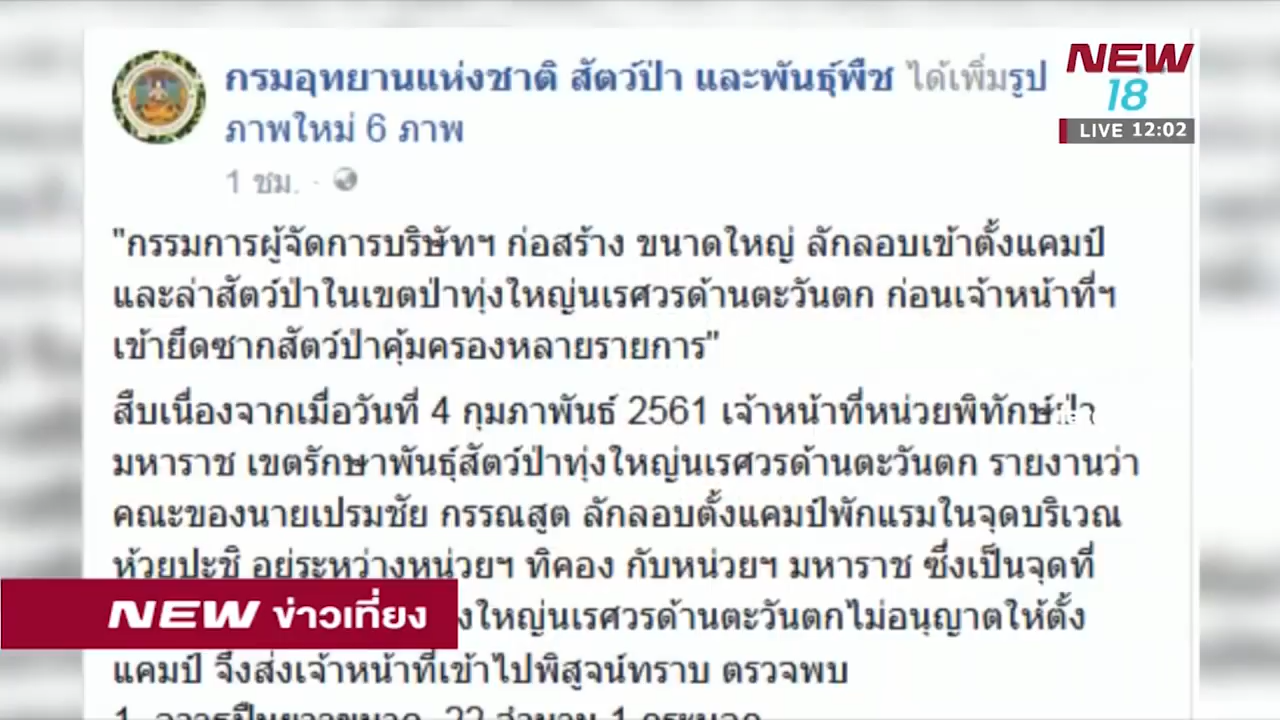 กรมอุทยานแห่งชาติ สัตว์ป่า และพันธุ์พืช ได้เพิ่มรูป
ภาพใหม่ 6 ภาพ
1 ชม.
NEW
18
LIVE 12:02
"กรรมการผู้จัดการบริษัทฯ ก่อสร้าง ขนาดใหญ่ ลักลอบเข้าตั้งแคมป์
และล่าสัตว์ป่าในเขตป่าทุ่งใหญ่นเรศวรด้านตะวันตก ก่อนเจ้าหน้าที่ฯ
เข้ายึดซากสัตว์ป่าคุ้มครองหลายรายการ"
สืบเนื่องจากเมื่อวันที่ 4 กุมภาพันธ์ 2561 เจ้าหน้าที่หน่วยพิทักษ์ป่า
มหาราช เขตรักษาพันธุ์สัตว์ป่าทุ่งใหญ่นเรศวรด้านตะวันตก รายงานว่า
คณะของนายเปรมชัย กรรณสูต ลักลอบตั้งแคมป์พักแรมในจุดบริเวณ
ห้วยปะชิ อยู่ระหว่างหน่วยฯ ทิคอง กับหน่วยฯ มหาราช ซึ่งเป็นจุดที่
งใหญ่นเรศวรด้านตะวันตกไม่อนุญาตให้ตั้ง
แคมป์ จึงส่งเจ้าหน้าที่เข้าไปพิสูจน์ทราบ ตรวจพบ
NEW ข่าวเที่ยง